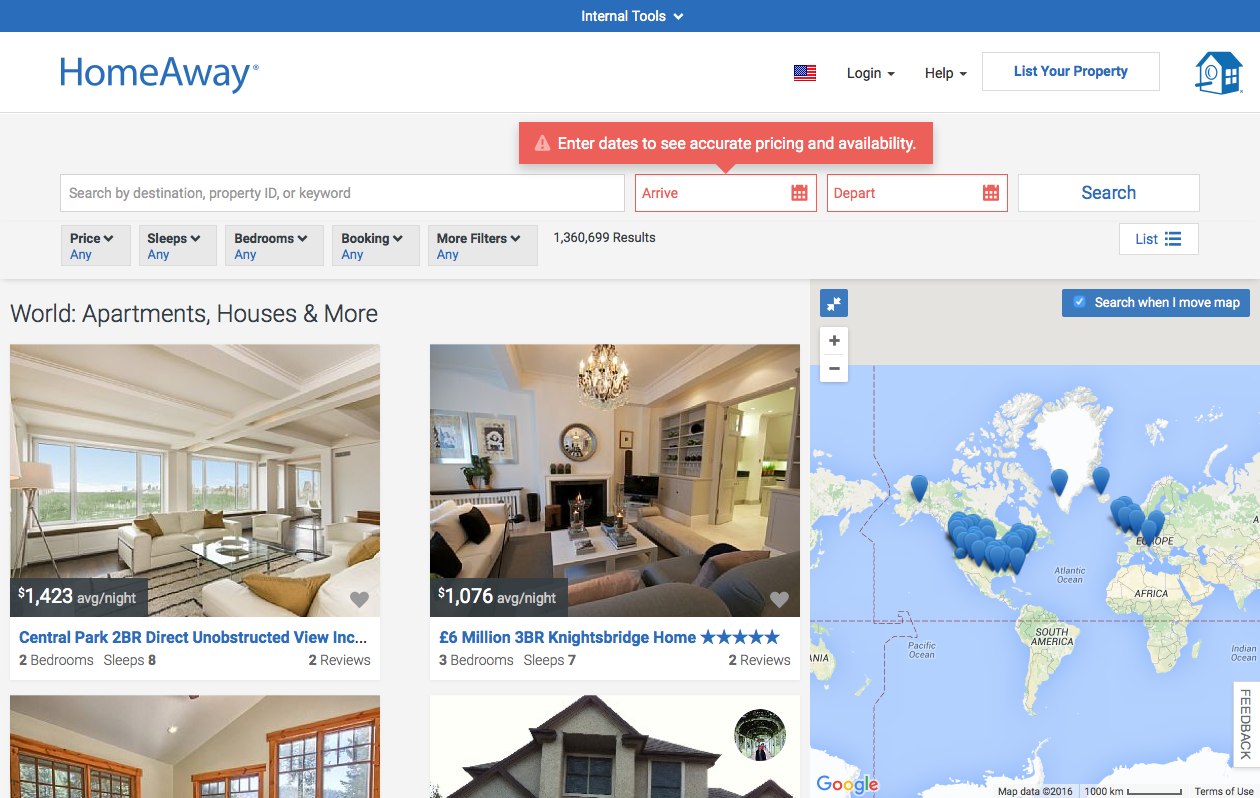 Internal Tools
HomeAway®
Login
Help
List Your Property
Enter dates to see accurate pricing and availability.
Search by destination, property ID, or keyword
Arrive
Depart
Search
Price
Any
Sleeps
Any
Bedrooms
Any
Booking
Any
More Filters
Any
1,360,699 Results
List
World: Apartments, Houses & More
$1,423 avg/night
Central Park 2BR Direct Unobstructed View Inc...
2 Bedrooms Sleeps 8
2 Reviews
$1,076 avg/night
£6 Million 3BR Knightsbridge Home ★★★★★
3 Bedrooms Sleeps 7
2 Reviews
Search when I move map
+
−
EUROPE
Atlantic
Ocean
AFRICA
SOUTH
AMERICA
Pacific
Ocean
Indian
Ocean
ANIA
A
FEEDBACK
Google
Map data ©2016
1000 km
Terms of Use